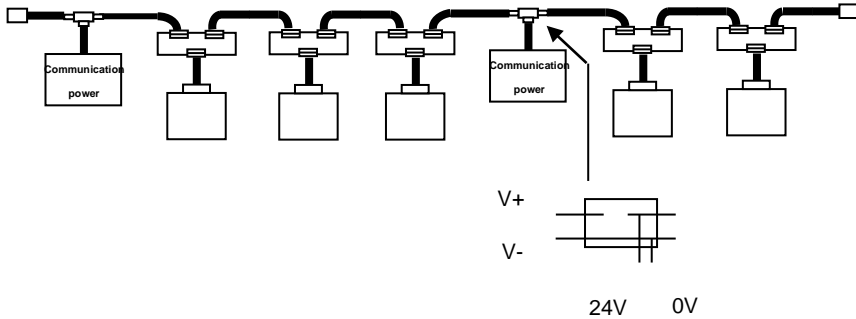 Communication
power
Communication
power
V+
V-
24V
0V